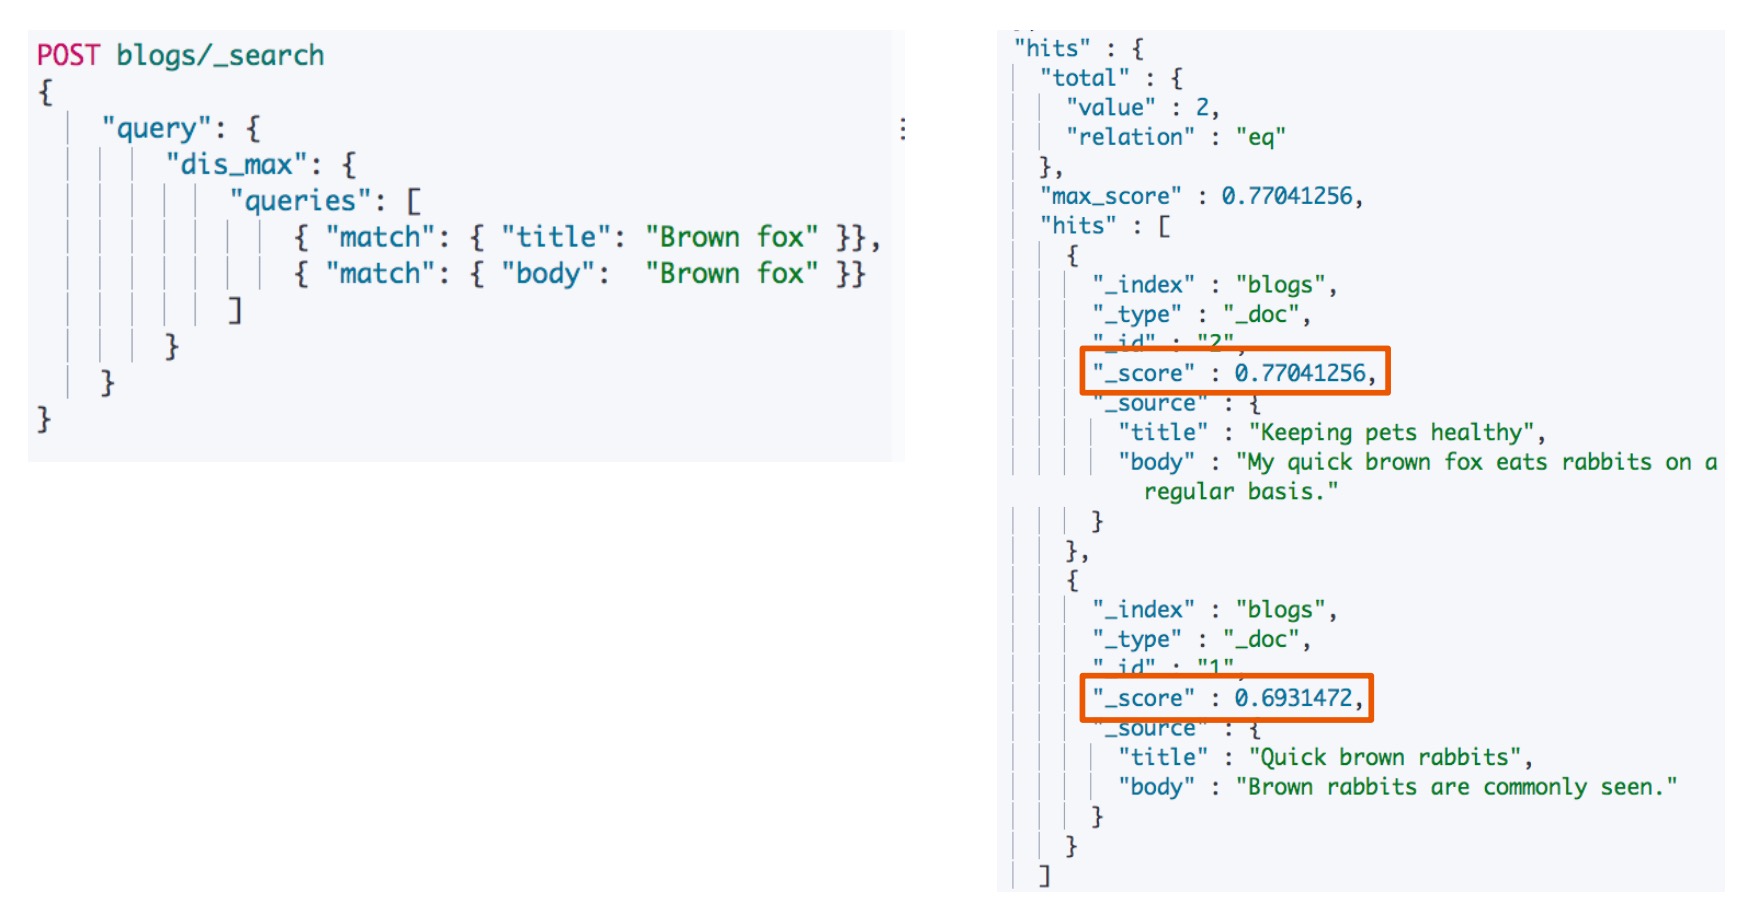 POST blogs/_search
{
"query": {
"dis_max": {
"queries": [
{ "match": { "title": "Brown fox" }},
{ "match": { "body":  "Brown fox" }}
]
}
}
}
"hits" : {
"total" : {
"value" : 2,
"relation" : "eq"
},
"max_score" : 0.77041256,
"hits" : [
{
"_index" : "blogs",
"_type" : "_doc",
"_id" : "2",
"_score" : 0.77041256,
"_source" : {
"title" : "Keeping pets healthy",
"body" : "My quick brown fox eats rabbits on a
regular basis."
}
},
{
"_index" : "blogs",
"_type" : "_doc",
"_id" : "1",
"_score" : 0.6931472,
"_source" : {
"title" : "Quick brown rabbits",
"body" : "Brown rabbits are commonly seen."
}
}
]